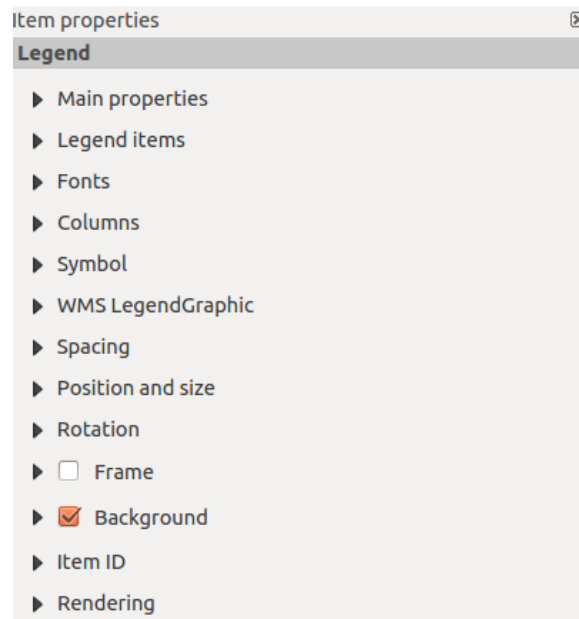 Item properties
Legend
Main properties
Legend items
Fonts
Columns
Symbol
WMS LegendGraphic
Spacing
Position and size
Rotation
Frame
Background
Item ID
Rendering